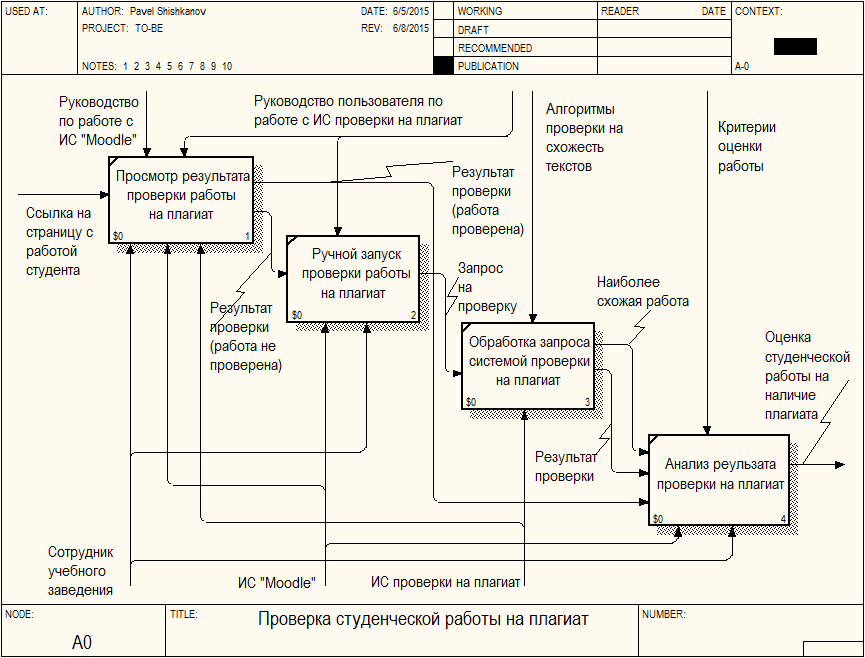 USED AT:
AUTHOR: Pavel Shishkanov
DATE: 6/5/2015
PROJECT: TO-BE
REV: 6/8/2015
NOTES: 1 2 3 4 5 6 7 8 9 10
WORKING
DRAFT
RECOMMENDED
PUBLICATION
READER
DATE
CONTEXT:
A-0
Руководство
по работе с
ИС "Moodle"
Руководство пользователя по
работе с ИС проверки на плагиат
Алгоритмы
проверки на
схожесть
текстов
Критерии
оценки
работы
Просмотр результата
проверки работы
на плагиат
$0
1
Ссылка на
страницу с
работой
студента
Результат
проверки
(работа
проверена)
Ручной запуск
проверки работы
на плагиат
$0
2
Результат
проверки
(работа не
проверена)
Запрос
на
проверку
Наиболее
схожая работа
Обработка запроса
системой проверки
на плагиат
$0
3
Оценка
студенческой
работы на
наличие
плагиата
Результат
проверки
Анализ реульзата
проверки на плагиат
$0
4
Сотрудник
учебного
заведения
ИС "Moodle"
ИС проверки на плагиат
NODE:
A0
TITLE:
Проверка студенческой работы на плагиат
NUMBER: